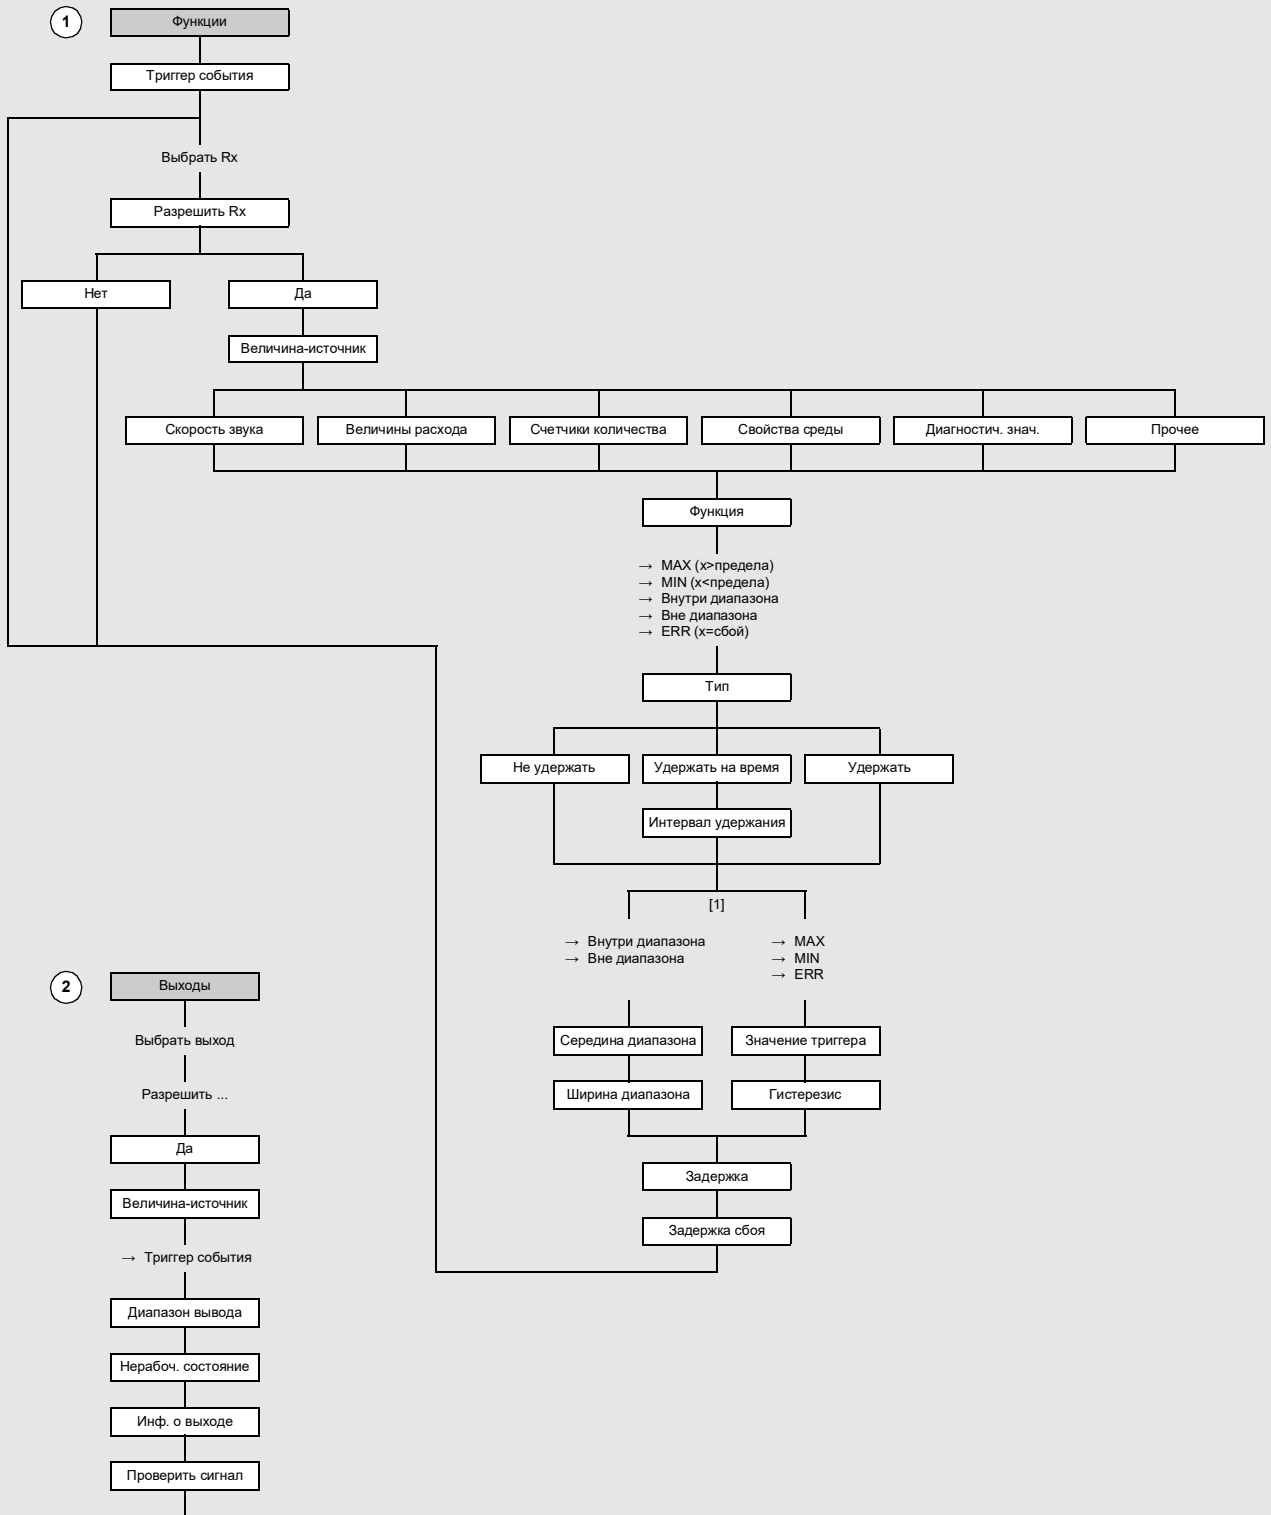 1
Функции
Триггер события
Выбрать Rx
Разрешить Rx
Нет
Да
Величина-источник
Скорость звука
Величины расхода
Счетчики количества
Свойства среды
Диагностич. знач.
Прочее
Функция
→ MAX (x>предела)
→ MIN (x<предела)
→ Внутри диапазона
→ Вне диапазона
→ ERR (x=сбой)
Тип
Не удержать
Удержать на время
Удержать
Интервал удержания
[1]
→ Внутри диапазона
→ Вне диапазона
→ MAX
→ MIN
→ ERR
Середина диапазона
Значение триггера
Ширина диапазона
Гистерезис
Задержка
Задержка сбоя
2
Выходы
Выбрать выход
Разрешить ...
Да
Величина-источник
→ Триггер события
Диапазон вывода
Нерабоч. состояние
Инф. о выходе
Проверить сигнал